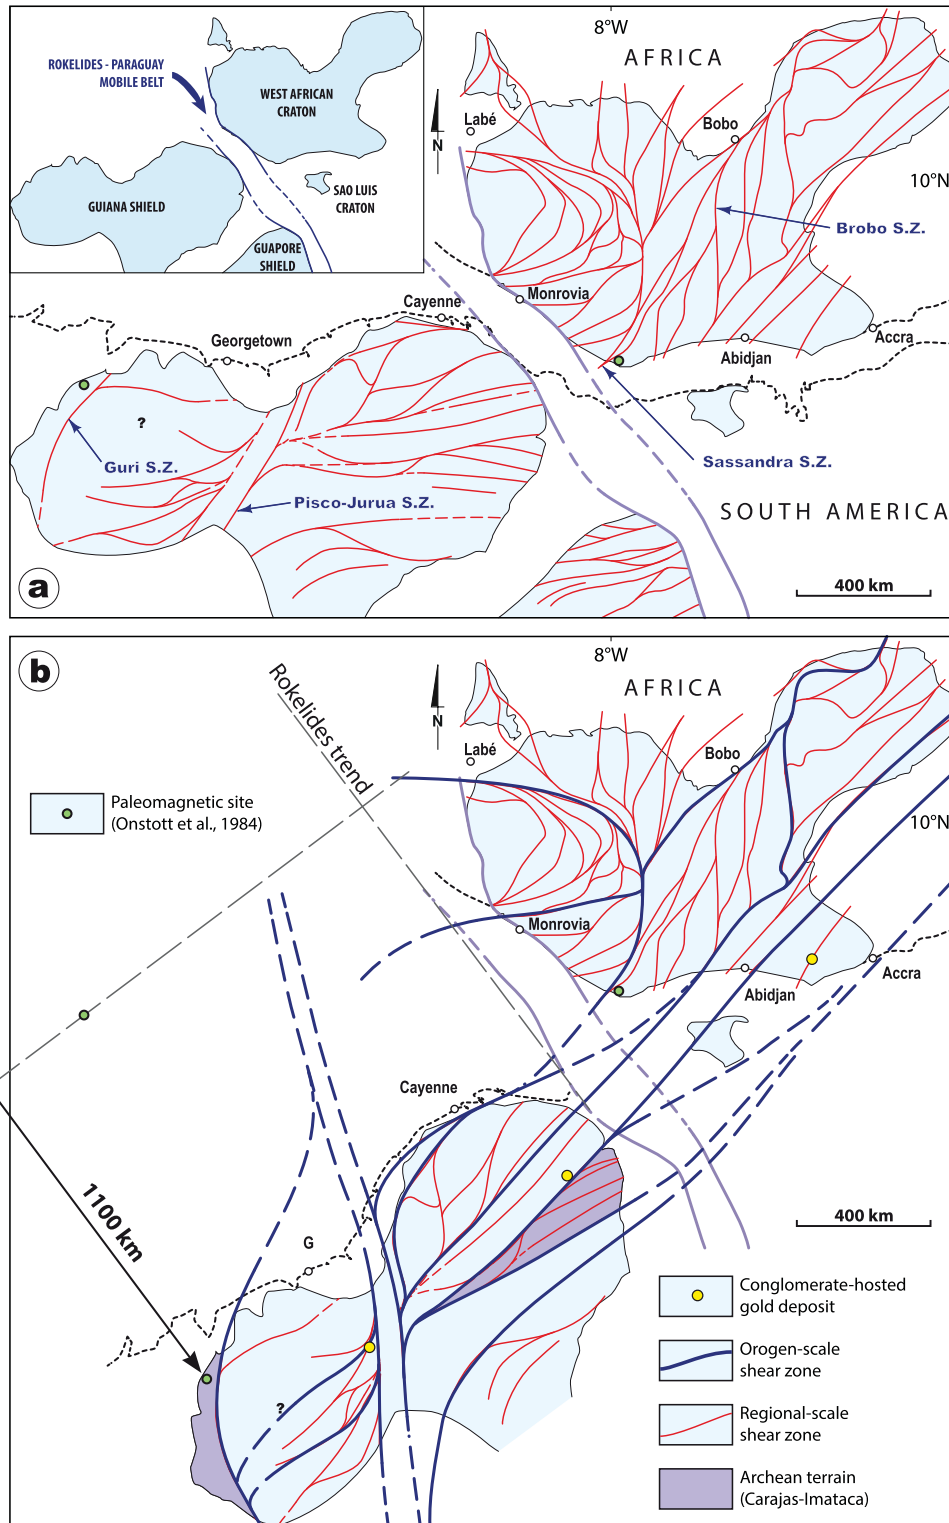 8°W
AFRICA
ROKELIDES - PARAGUAY
MOBILE BELT
WEST AFRICAN
CRATON
SAO LUIS
CRATON
GUIANA SHIELD
GUAPORE
SHIELD
N
Labé
Bobo
10°N
Brobo S.Z.
Monrovia
Cayenne
Georgetown
Abidjan
Accra
?
Guri S.Z.
Sassandra S.Z.
Pisco-Jurua S.Z.
SOUTH AMERICA
400 km
a
b
8°W
AFRICA
Rokelides trend
N
Labé
Bobo
Paleomagnetic site
(Onstott et al., 1984)
10°N
Monrovia
Accra
Abidjan
Cayenne
1100 km
G
400 km
?
Conglomerate-hosted
gold deposit
Orogen-scale
shear zone
Regional-scale
shear zone
Archean terrain
(Carajas-Imataca)